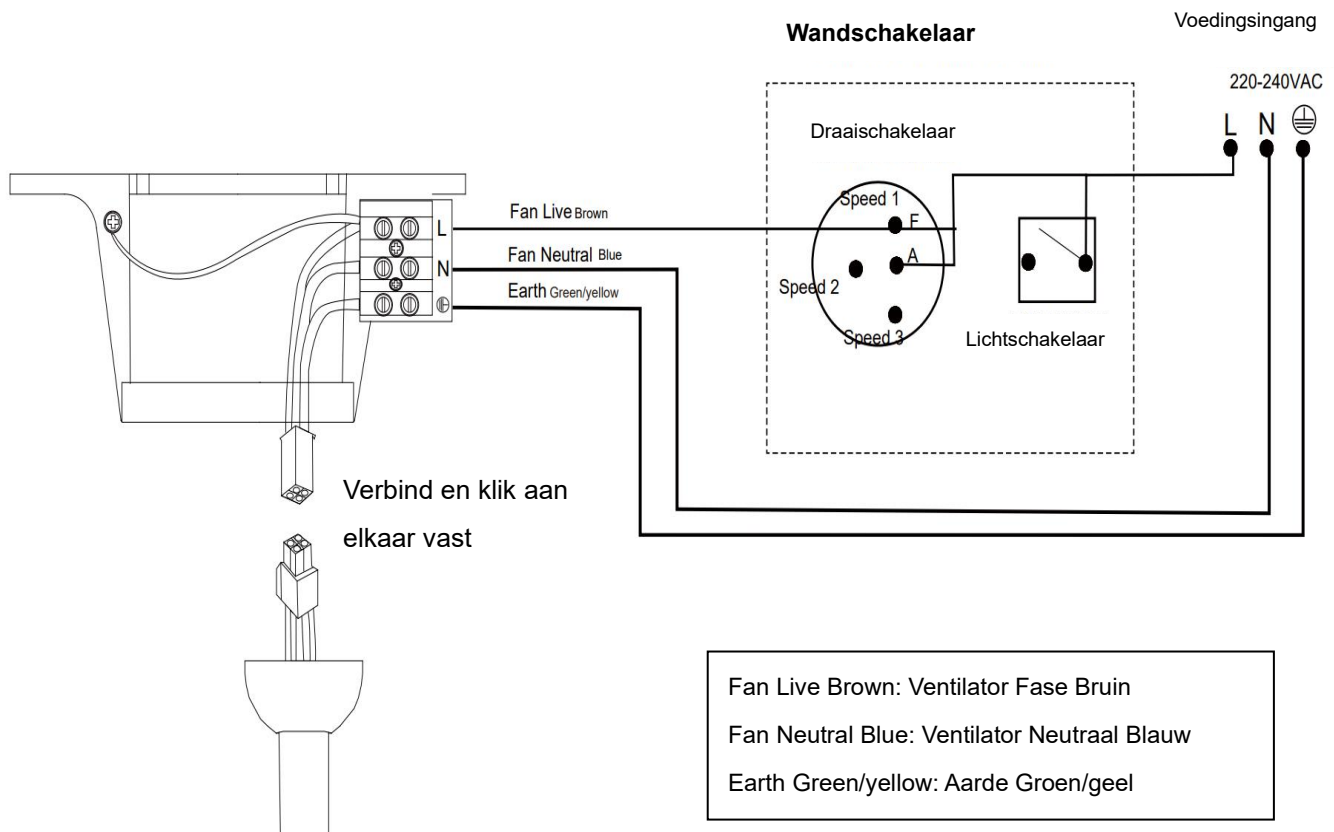 Voedingsingang
Wandschakelaar
220-240VAC
L N
Draaischakelaar
Speed 1
F
Fan Live Brown
L
A
Fan Neutral Blue
N
Speed 2
Earth Green/yellow
Speed 3
Lichtschakelaar
Verbind en klik aan
elkaar vast
Fan Live Brown: Ventilator Fase Bruin
Fan Neutral Blue: Ventilator Neutraal Blauw
Earth Green/yellow: Aarde Groen/geel